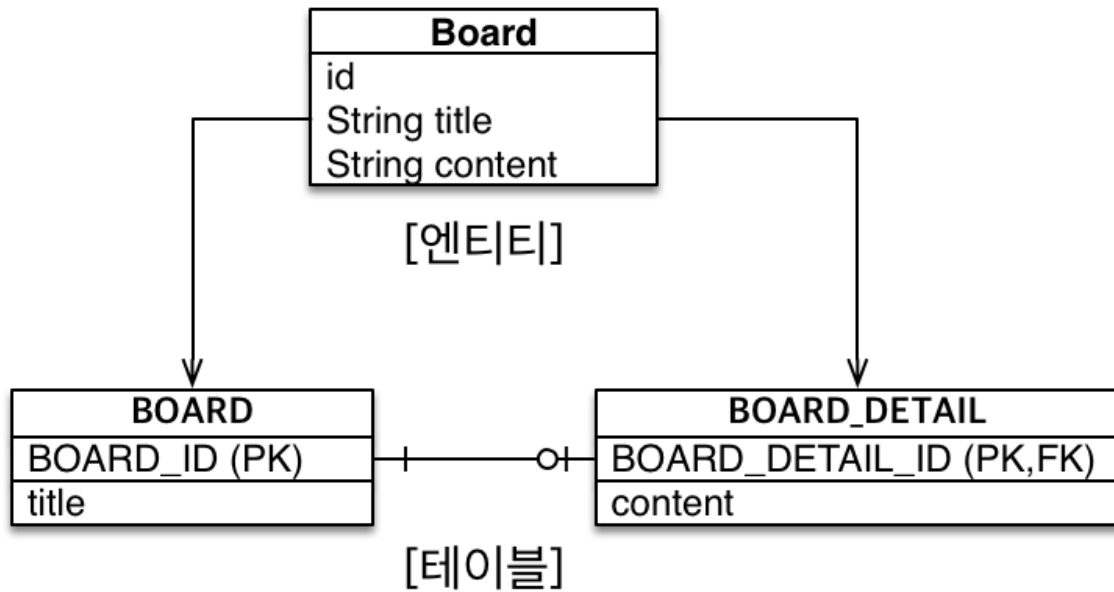 Board
id
String title
String content
[엔티티]
BOARD
BOARD_ID (PK)
title
BOARD_DETAIL
BOARD_DETAIL_ID (PK,FK)
content
[테이블]